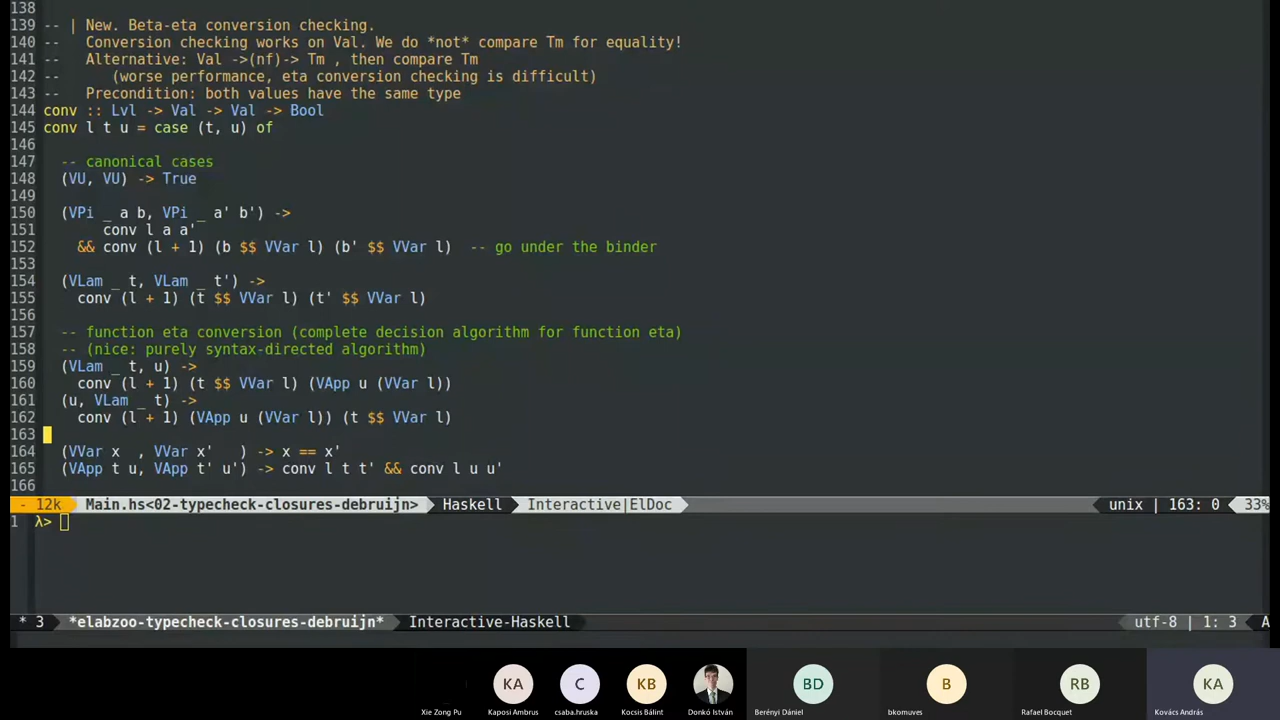 138
139 -- | New. Beta-eta conversion checking.
140 --   Conversion checking works on Val. We do *not* compare Tm for equality!
141 --   Alternative: Val ->(nf)-> Tm , then compare Tm
142 --      (worse performance, eta conversion checking is difficult)
143 --   Precondition: both values have the same type
144 conv :: Lvl -> Val -> Val -> Bool
145 conv l t u = case (t, u) of
146
147   -- canonical cases
148   (VU, VU) -> True
149
150   (VPi _ a b, VPi _ a' b') ->
151        conv l a a'
152     && conv (l + 1) (b $$ VVar l) (b' $$ VVar l)  -- go under the binder
153
154   (VLam _ t, VLam _ t') ->
155     conv (l + 1) (t $$ VVar l) (t' $$ VVar l)
156
157   -- function eta conversion (complete decision algorithm for function eta)
158   -- (nice: purely syntax-directed algorithm)
159   (VLam _ t, u) ->
160     conv (l + 1) (t $$ VVar l) (VApp u (VVar l))
161   (u, VLam _ t) ->
162     conv (l + 1) (VApp u (VVar l)) (t $$ VVar l)
163
164   (VVar x  , VVar x'   ) -> x == x'
165   (VApp t u, VApp t' u') -> conv l t t' && conv l u u'
166
- 12k Main.hs<02-typecheck-closures-debruijn> Haskell Interactive|ElDoc unix | 163: 0 33%
1 λ>
* 3 *elabzoo-typecheck-closures-debruijn* Interactive-Haskell utf-8 | 1: 3 A
KA C KB BD B RB KA
Xie Zong Pu Kaposi Ambrus csaba.hruska Kocsis Bálint Donkó István Berényi Dániel bkomuves Rafael Bocquet Kovács András